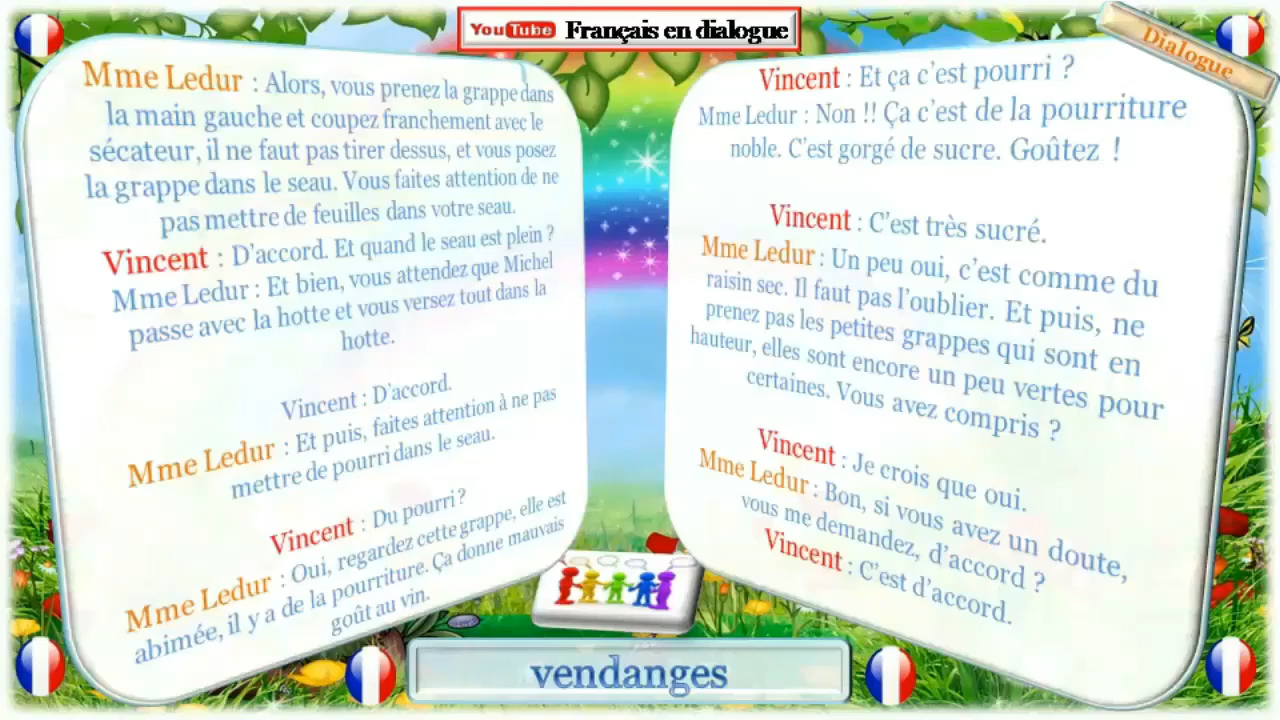 YouTube Français en dialogue
Dialogue
Mme Ledur : Alors, vous prenez la grappe dans
la main gauche et coupez franchement avec le
sécateur, il ne faut pas tirer dessus, et vous posez
la grappe dans le seau. Vous faites attention de ne
pas mettre de feuilles dans votre seau.
Vincent : D’accord. Et quand le seau est plein ?
Mme Ledur : Et bien, vous attendez que Michel
passe avec la hotte et vous versez tout dans la
hotte.
Vincent : D’accord.
Mme Ledur : Et puis, faites attention à ne pas
mettre de pourri dans le seau.
Vincent : Du pourri ?
Mme Ledur : Oui, regardez cette grappe, elle est
abimée, il y a de la pourriture. Ça donne mauvais
goût au vin.
Vincent : Et ça c’est pourri ?
Mme Ledur : Non !! Ça c’est de la pourriture
noble. C’est gorgé de sucre. Goûtez !
Vincent : C’est très sucré.
Mme Ledur : Un peu oui, c’est comme du
raisin sec. Il faut pas l’oublier. Et puis, ne
prenez pas les petites grappes qui sont en
hauteur, elles sont encore un peu vertes pour
certaines. Vous avez compris ?
Vincent : Je crois que oui.
Mme Ledur : Bon, si vous avez un doute,
vous me demandez, d’accord ?
Vincent : C’est d’accord.
vendanges